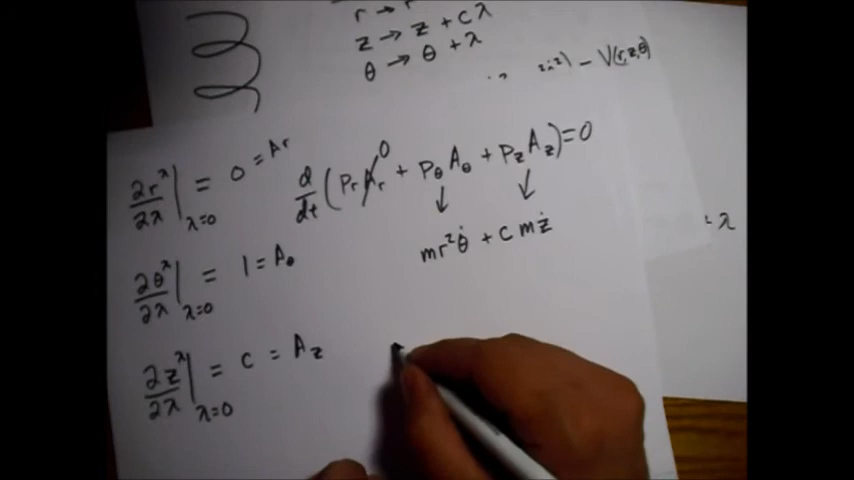 r → r
z → z + cλ
θ → θ + λ
ż²) − V(r,z,θ)
∂r^λ/∂λ |_{λ=0} = 0 = A_r
d/dt (p_r A_r + p_θ A_θ + p_z A_z) = 0
0
↓ ↓
mr²θ̇ + c mż
∂θ^λ/∂λ |_{λ=0} = 1 = A_θ
∂z^λ/∂λ |_{λ=0} = c = A_z
λ